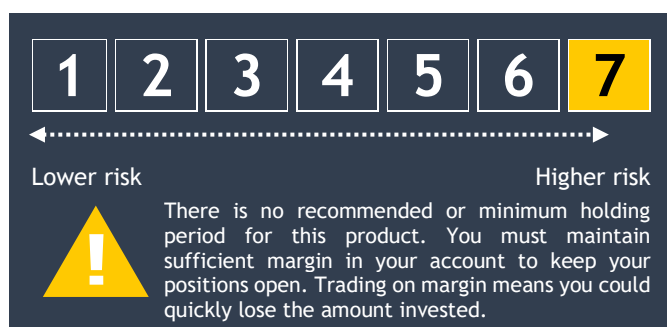 1 2 3 4 5 6 7
Lower risk Higher risk
!
There is no recommended or minimum holding
period for this product. You must maintain
sufficient margin in your account to keep your
positions open. Trading on margin means you could
quickly lose the amount invested.